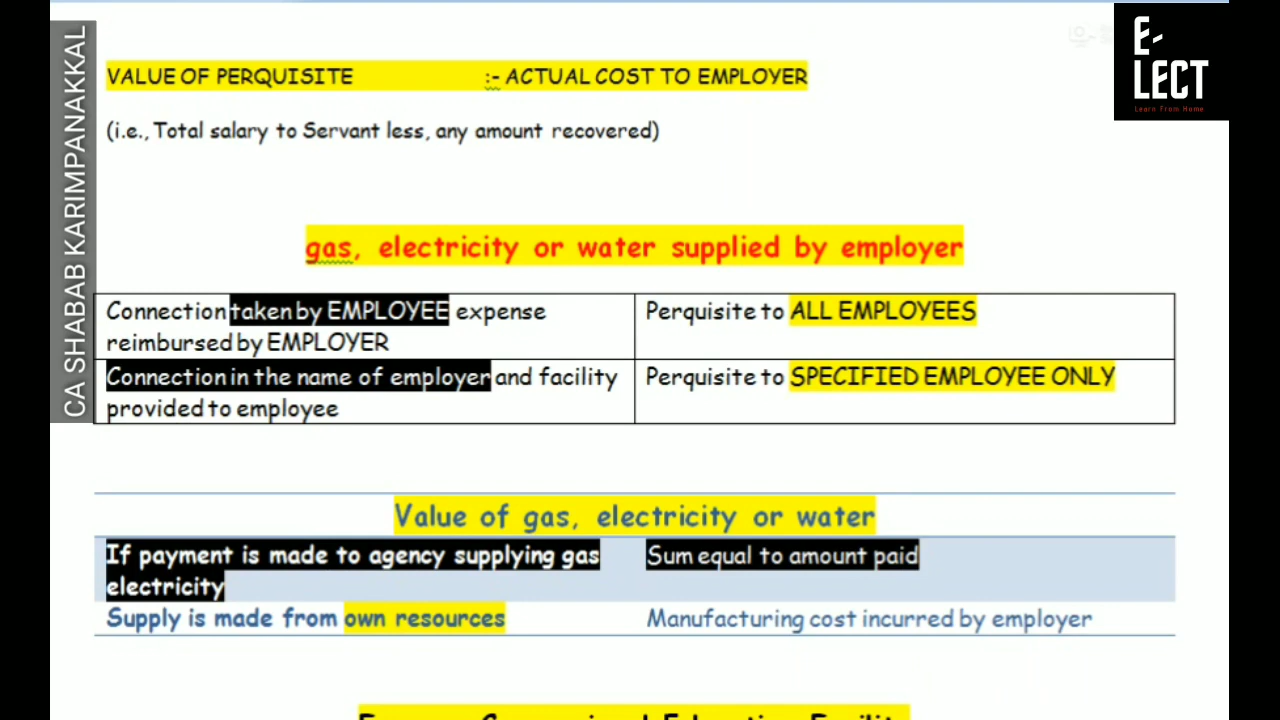 E-
LECT
Learn From Home
CA SHABAB KARIMPANAKKAL
VALUE OF PERQUISITE :- ACTUAL COST TO EMPLOYER
(i.e., Total salary to Servant less, any amount recovered)
gas, electricity or water supplied by employer
Connection taken by EMPLOYEE expense
reimbursed by EMPLOYER
Perquisite to ALL EMPLOYEES
Connection in the name of employer and facility
provided to employee
Perquisite to SPECIFIED EMPLOYEE ONLY
Value of gas, electricity or water
If payment is made to agency supplying gas
electricity
Sum equal to amount paid
Supply is made from own resources
Manufacturing cost incurred by employer